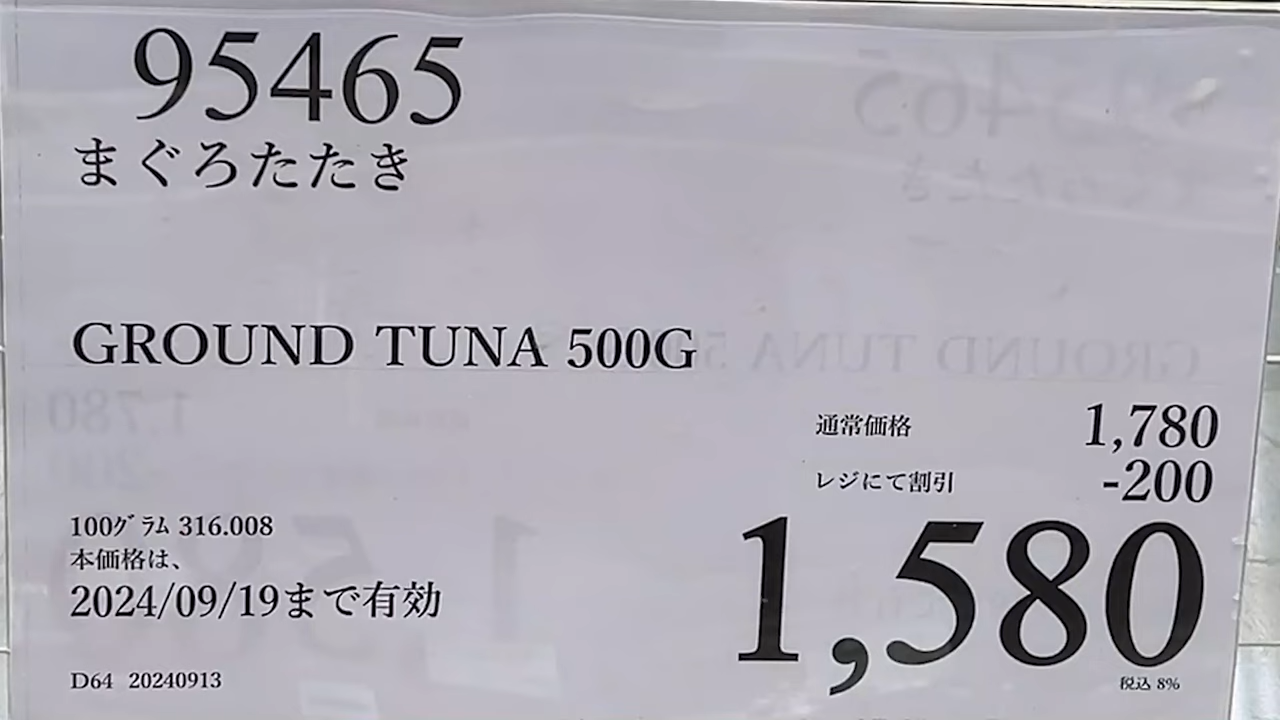 95465
まぐろたたき
GROUND TUNA 500G
通常価格 1,780
レジにて割引 -200
1,580
税込 8%
100グラム 316.008
本価格は、
2024/09/19まで有効
D64 20240913